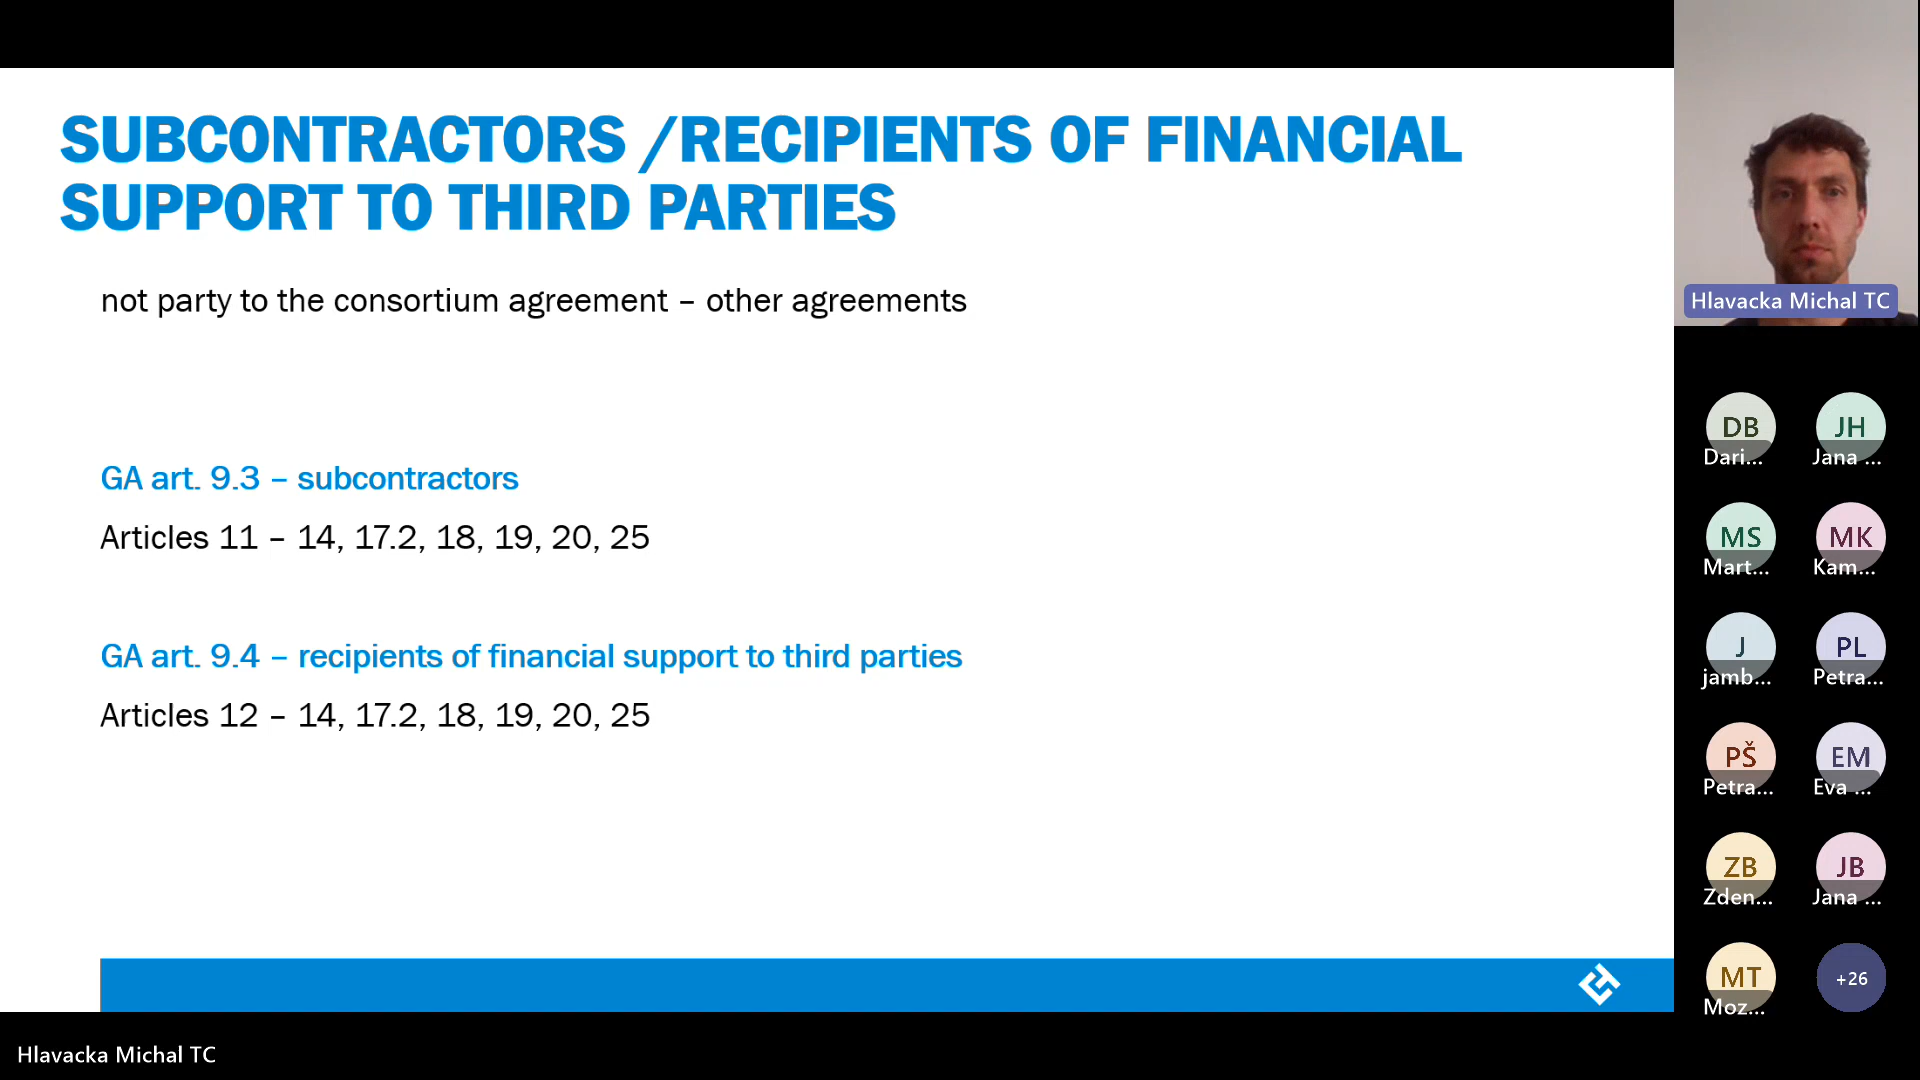 SUBCONTRACTORS /RECIPIENTS OF FINANCIAL
SUPPORT TO THIRD PARTIES
not party to the consortium agreement – other agreements
GA art. 9.3 – subcontractors
Articles 11 – 14, 17.2, 18, 19, 20, 25
GA art. 9.4 – recipients of financial support to third parties
Articles 12 – 14, 17.2, 18, 19, 20, 25
Hlavacka Michal TC
DB
Dari...
JH
Jana ...
MS
Mart...
MK
Kam...
J
jamb...
PL
Petra...
PŠ
Petra...
EM
Eva ...
ZB
Zden...
JB
Jana ...
MT
Moz...
+26
Hlavacka Michal TC